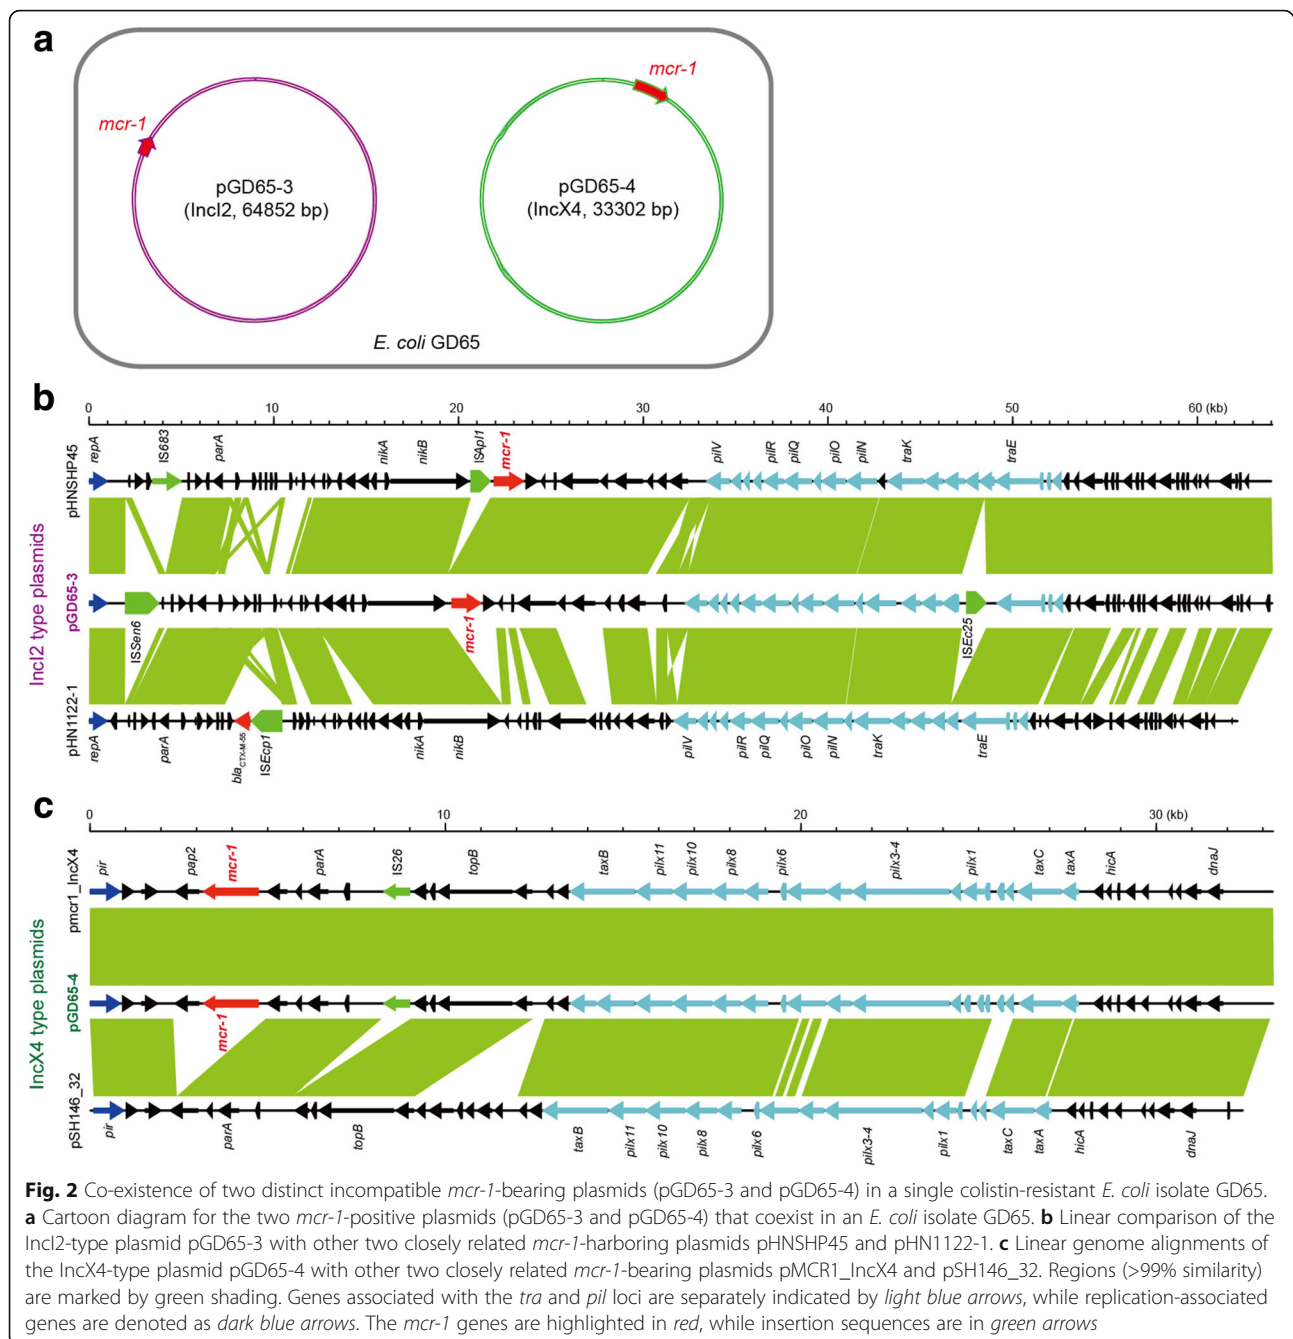 a
mcr-1
mcr-1
pGD65-3
(IncI2, 64852 bp)
pGD65-4
(IncX4, 33302 bp)
E. coli GD65
b
0 10 20 30 40 50 60 (kb)
IncI2 type plasmids
pHNSHP45
repA IS683 parA nikA nikB ISApl1 mcr-1 pilV pilR pilQ pilO pilN traK traE
pGD65-3
ISSen6 mcr-1 ISEc25
pHN1122-1
repA parA blaCTX-M-55 ISEcp1 nikA nikB pilV pilR pilQ pilO pilN traK traE
c
0 10 20 30 (kb)
IncX4 type plasmids
pmcr1_IncX4
pir pap2 mcr-1 parA IS26 topB taxB pilx11 pilx10 pilx8 pilx6 pilx3-4 pilx1 taxC taxA hicA dnaJ
pGD65-4
mcr-1
pSH146_32
pir parA topB taxB pilx11 pilx10 pilx8 pilx6 pilx3-4 pilx1 taxC taxA hicA dnaJ
Fig. 2 Co-existence of two distinct incompatible mcr-1-bearing plasmids (pGD65-3 and pGD65-4) in a single colistin-resistant E. coli isolate GD65.
a Cartoon diagram for the two mcr-1-positive plasmids (pGD65-3 and pGD65-4) that coexist in an E. coli isolate GD65. b Linear comparison of the
IncI2-type plasmid pGD65-3 with other two closely related mcr-1-harboring plasmids pHNSHP45 and pHN1122-1. c Linear genome alignments of
the IncX4-type plasmid pGD65-4 with other two closely related mcr-1-bearing plasmids pMCR1_IncX4 and pSH146_32. Regions (>99% similarity)
are marked by green shading. Genes associated with the tra and pil loci are separately indicated by light blue arrows, while replication-associated
genes are denoted as dark blue arrows. The mcr-1 genes are highlighted in red, while insertion sequences are in green arrows